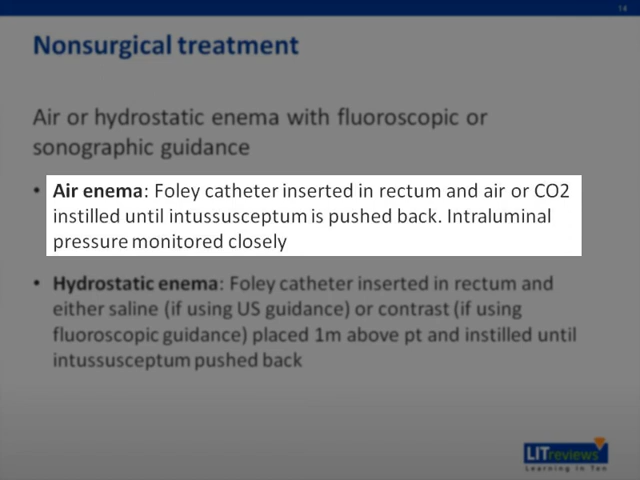 14
Nonsurgical treatment
Air or hydrostatic enema with fluoroscopic or
sonographic guidance
• Air enema: Foley catheter inserted in rectum and air or CO2
instilled until intussusceptum is pushed back. Intraluminal
pressure monitored closely
• Hydrostatic enema: Foley catheter inserted in rectum and
either saline (if using US guidance) or contrast (if using
fluoroscopic guidance) placed 1m above pt and instilled until
intussusceptum pushed back
LITreviews
Learning In Ten